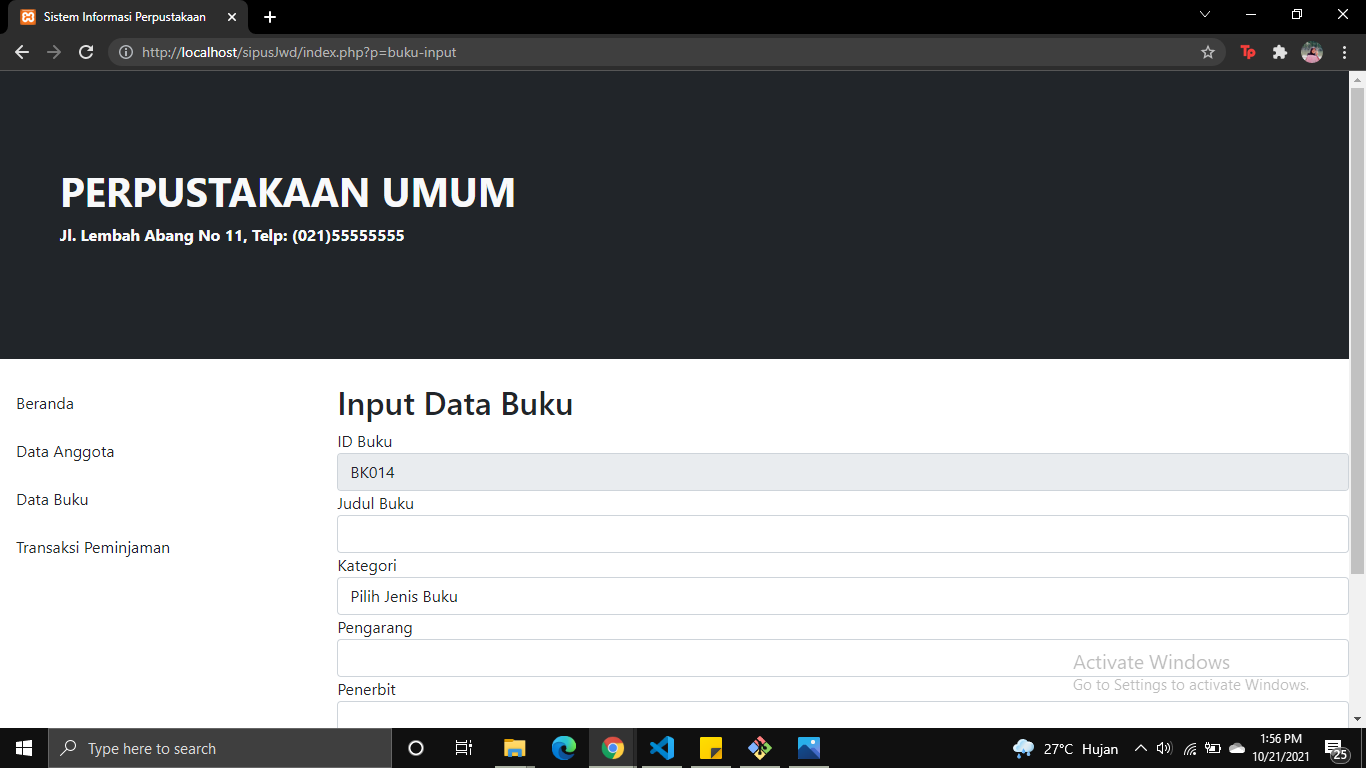 Sistem Informasi Perpustakaan
http://localhost/sipusJwd/index.php?p=buku-input
Tp
PERPUSTAKAAN UMUM
Jl. Lembah Abang No 11, Telp: (021)55555555
Beranda
Data Anggota
Data Buku
Transaksi Peminjaman
Input Data Buku
ID Buku
BK014
Judul Buku
Kategori
Pilih Jenis Buku
Pengarang
Penerbit
Activate Windows
Go to Settings to activate Windows.
Type here to search
27°C Hujan
1:56 PM
10/21/2021
25